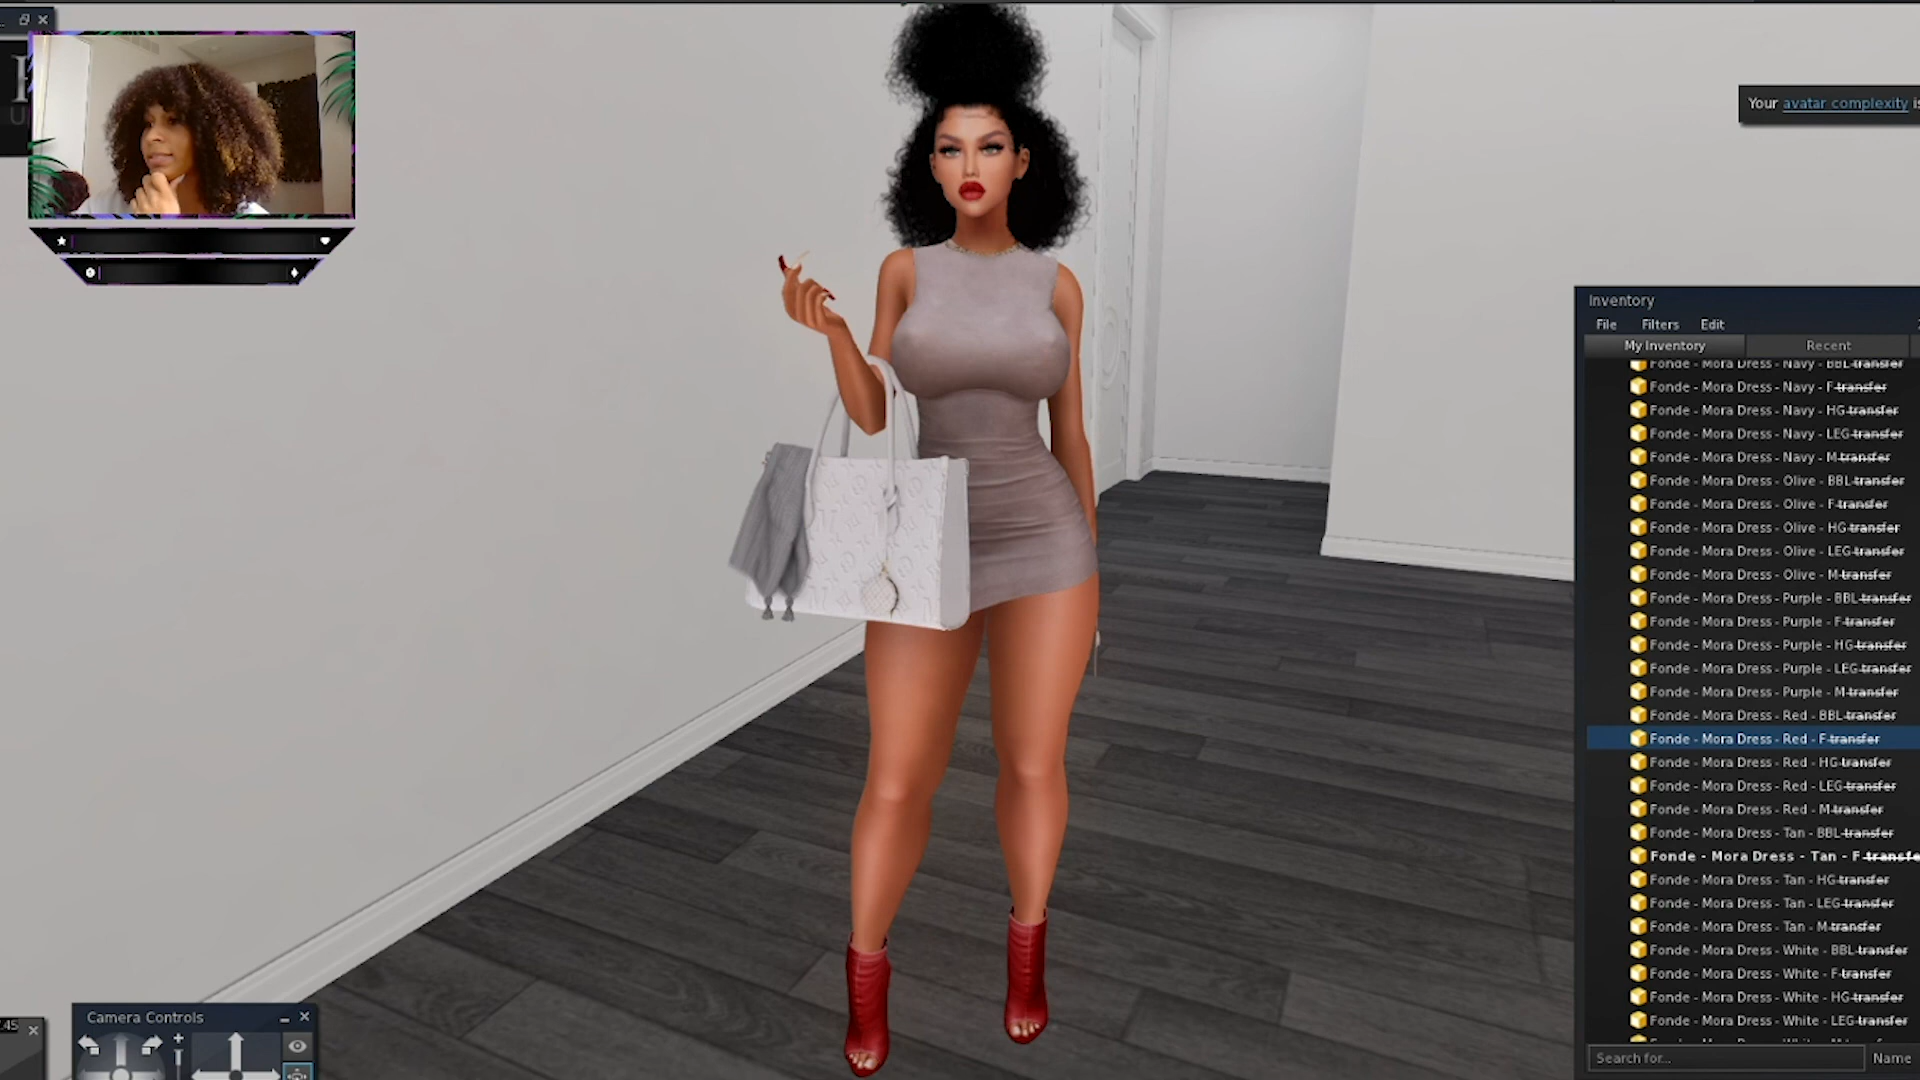 Your avatar complexity is
Inventory
File Filters Edit
My Inventory Recent
Fonde - Mora Dress - Navy - BBL-transfer
Fonde - Mora Dress - Navy - F-transfer
Fonde - Mora Dress - Navy - HG-transfer
Fonde - Mora Dress - Navy - LEG-transfer
Fonde - Mora Dress - Navy - M-transfer
Fonde - Mora Dress - Olive - BBL-transfer
Fonde - Mora Dress - Olive - F-transfer
Fonde - Mora Dress - Olive - HG-transfer
Fonde - Mora Dress - Olive - LEG-transfer
Fonde - Mora Dress - Olive - M-transfer
Fonde - Mora Dress - Purple - BBL-transfer
Fonde - Mora Dress - Purple - F-transfer
Fonde - Mora Dress - Purple - HG-transfer
Fonde - Mora Dress - Purple - LEG-transfer
Fonde - Mora Dress - Purple - M-transfer
Fonde - Mora Dress - Red - BBL-transfer
Fonde - Mora Dress - Red - F-transfer
Fonde - Mora Dress - Red - HG-transfer
Fonde - Mora Dress - Red - LEG-transfer
Fonde - Mora Dress - Red - M-transfer
Fonde - Mora Dress - Tan - BBL-transfer
Fonde - Mora Dress - Tan - F-transfe
Fonde - Mora Dress - Tan - HG-transfer
Fonde - Mora Dress - Tan - LEG-transfer
Fonde - Mora Dress - Tan - M-transfer
Fonde - Mora Dress - White - BBL-transfer
Fonde - Mora Dress - White - F-transfer
Fonde - Mora Dress - White - HG-transfer
Fonde - Mora Dress - White - LEG-transfer
Search for... Name
Camera Controls